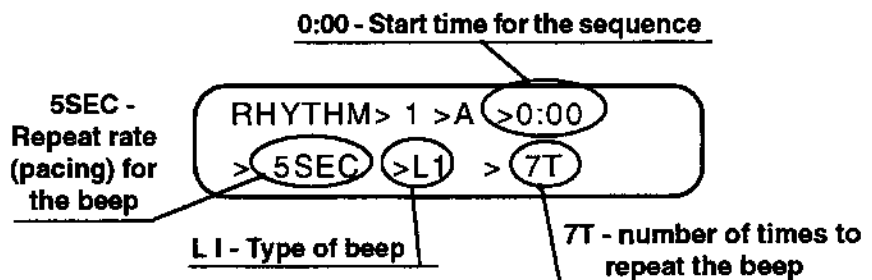 0:00 - Start time for the sequence
5SEC -
Repeat rate
(pacing) for
the beep
RHYTHM> 1 >A >0:00
> 5SEC >L1 > 7T
L I - Type of beep
7T - number of times to
repeat the beep